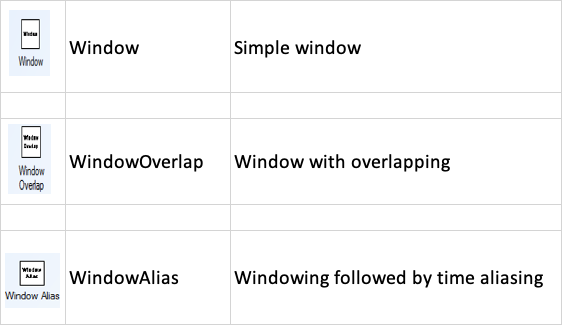 Window
Window
Window
Simple window
Window
Overlap
Window
Overlap
WindowOverlap
Window with overlapping
Window
Alias
Window Alias
WindowAlias
Windowing followed by time aliasing